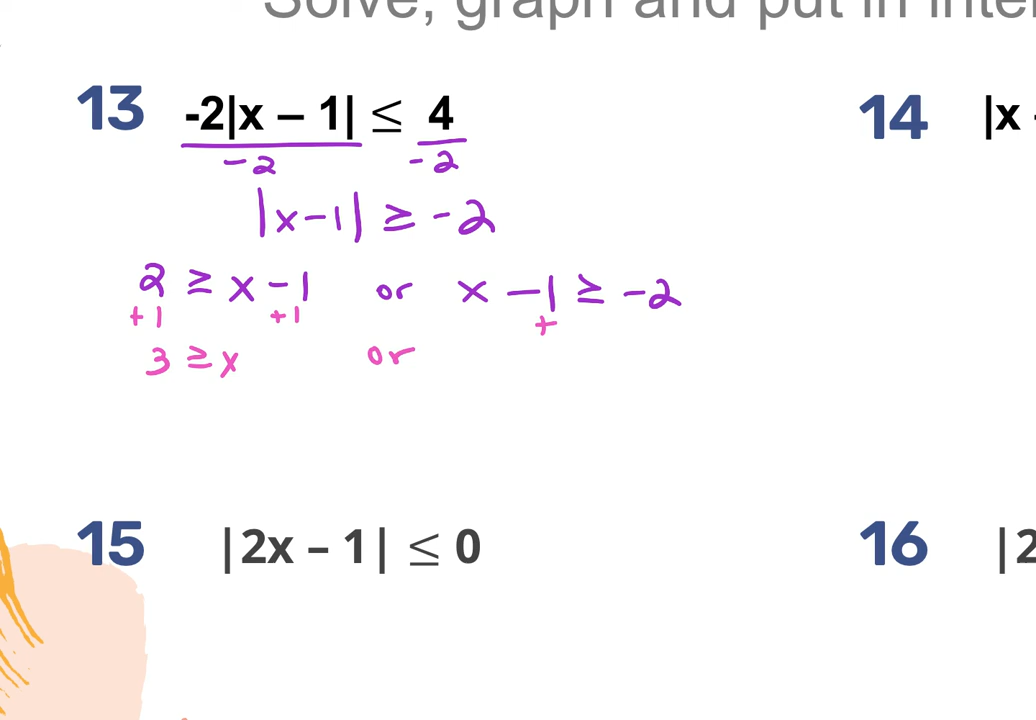 Solve, graph and put in
13 -2|x – 1| ≤ 4
-2 -2
|x-1| ≥ -2
2 ≥ x - 1 or x - 1 ≥ -2
+1 +1 +
3 ≥ x or
14 |x
15 |2x – 1| ≤ 0
16 |2